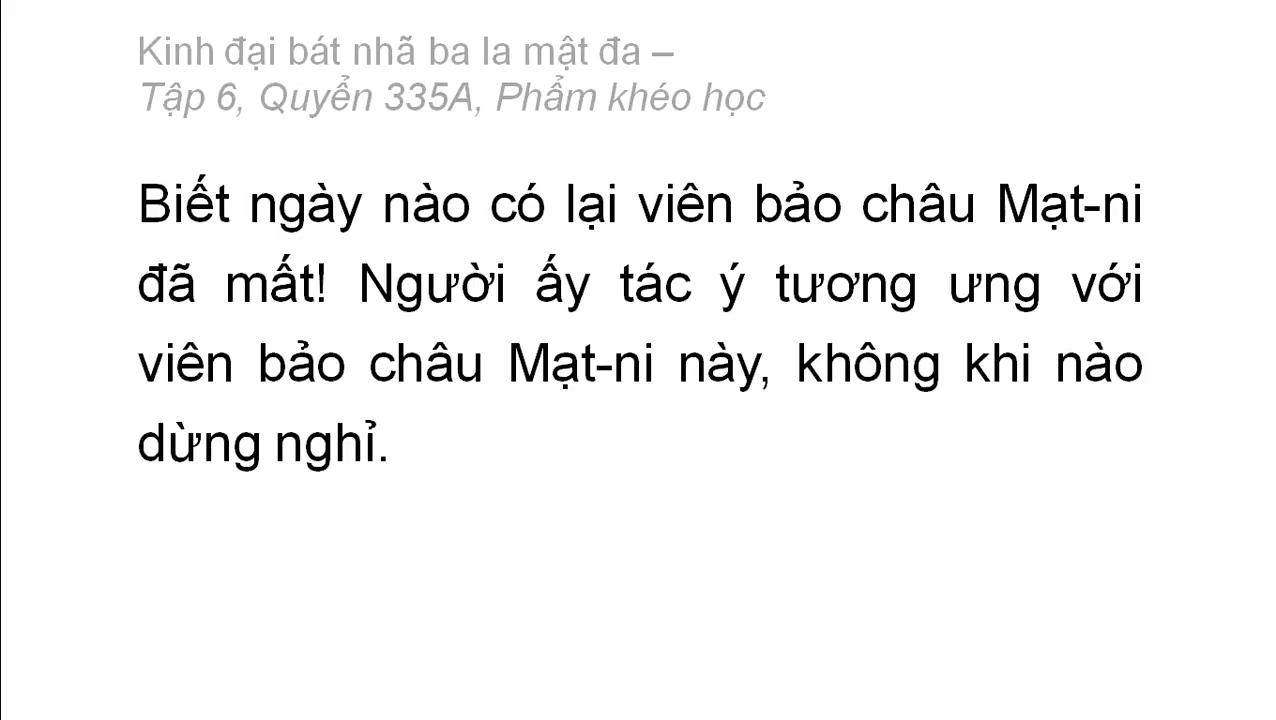 Kinh đại bát nhã ba la mật đa –
Tập 6, Quyển 335A, Phẩm khéo học
Biết ngày nào có lại viên bảo châu Mạt-ni
đã mất! Người ấy tác ý tương ưng với
viên bảo châu Mạt-ni này, không khi nào
dừng nghỉ.